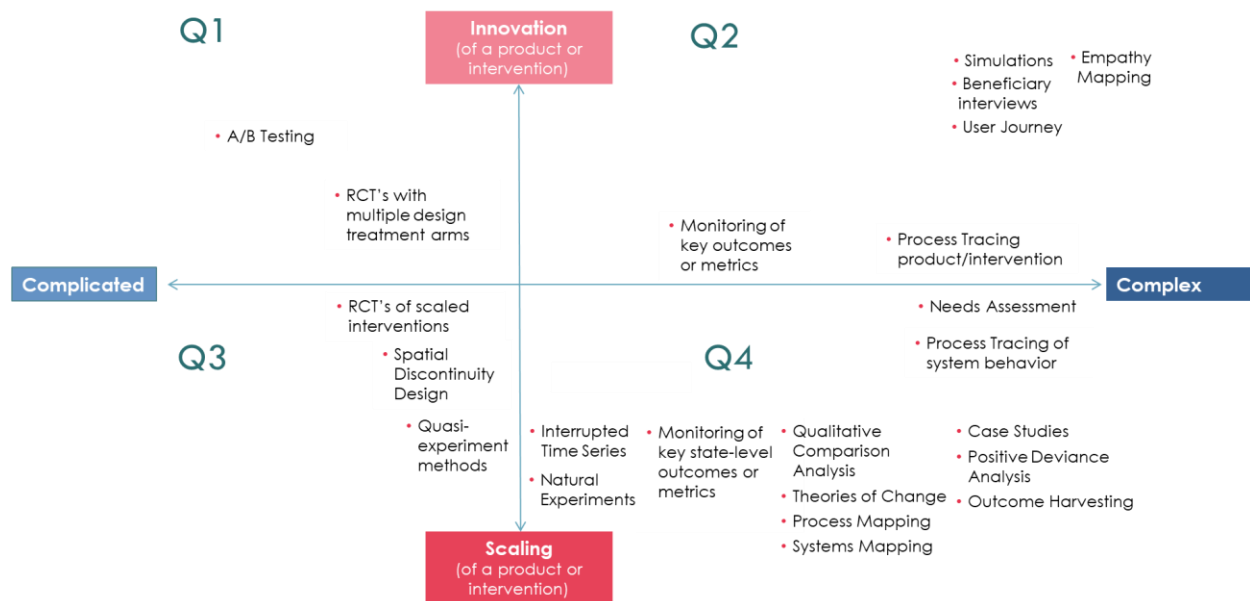 Q1
Innovation
(of a product or
intervention)
Q2
• Simulations
• Beneficiary
interviews
• User Journey
• Empathy
Mapping
• A/B Testing
• RCT's with
multiple design
treatment arms
• Monitoring of
key outcomes
or metrics
• Process Tracing
product/intervention
Complicated
Complex
• RCT's of scaled
interventions
Q3
• Spatial
Discontinuity
Design
• Quasi-
experiment
methods
Q4
• Needs Assessment
• Process Tracing of
system behavior
• Interrupted
Time Series
• Natural
Experiments
• Monitoring of
key state-level
outcomes or
metrics
• Qualitative
Comparison
Analysis
• Theories of Change
• Process Mapping
• Systems Mapping
• Case Studies
• Positive Deviance
Analysis
• Outcome Harvesting
Scaling
(of a product or
intervention)